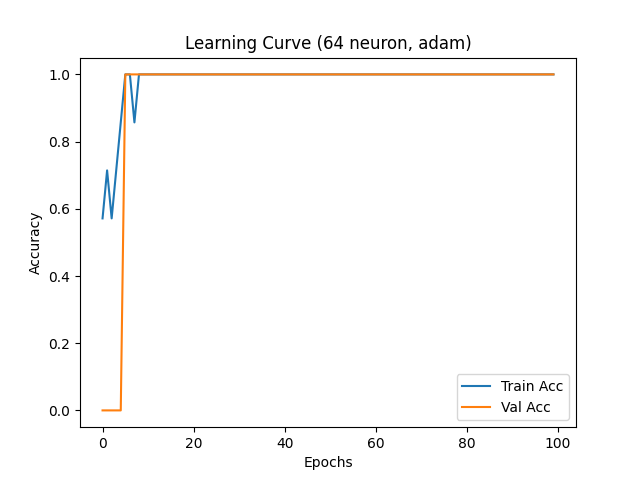 Learning Curve (64 neuron, adam)
1.0
0.8
0.6
0.4
0.2
0.0
Accuracy
0 20 40 60 80 100
Epochs
Train Acc
Val Acc